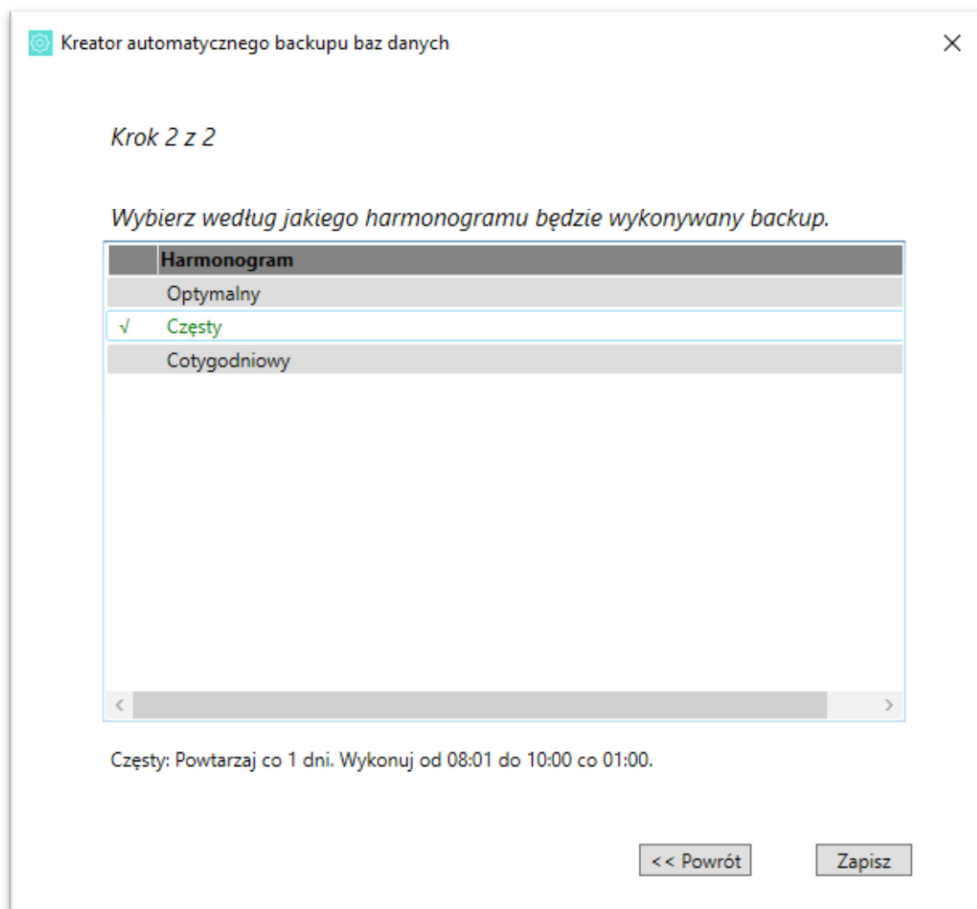 Kreator automatycznego backupu baz danych
Krok 2 z 2
Wybierz według jakiego harmonogramu będzie wykonywany backup.
Harmonogram
Optymalny
√ Częsty
Cotygodniowy
Częsty: Powtarzaj co 1 dni. Wykonuj od 08:01 do 10:00 co 01:00.
<< Powrót Zapisz